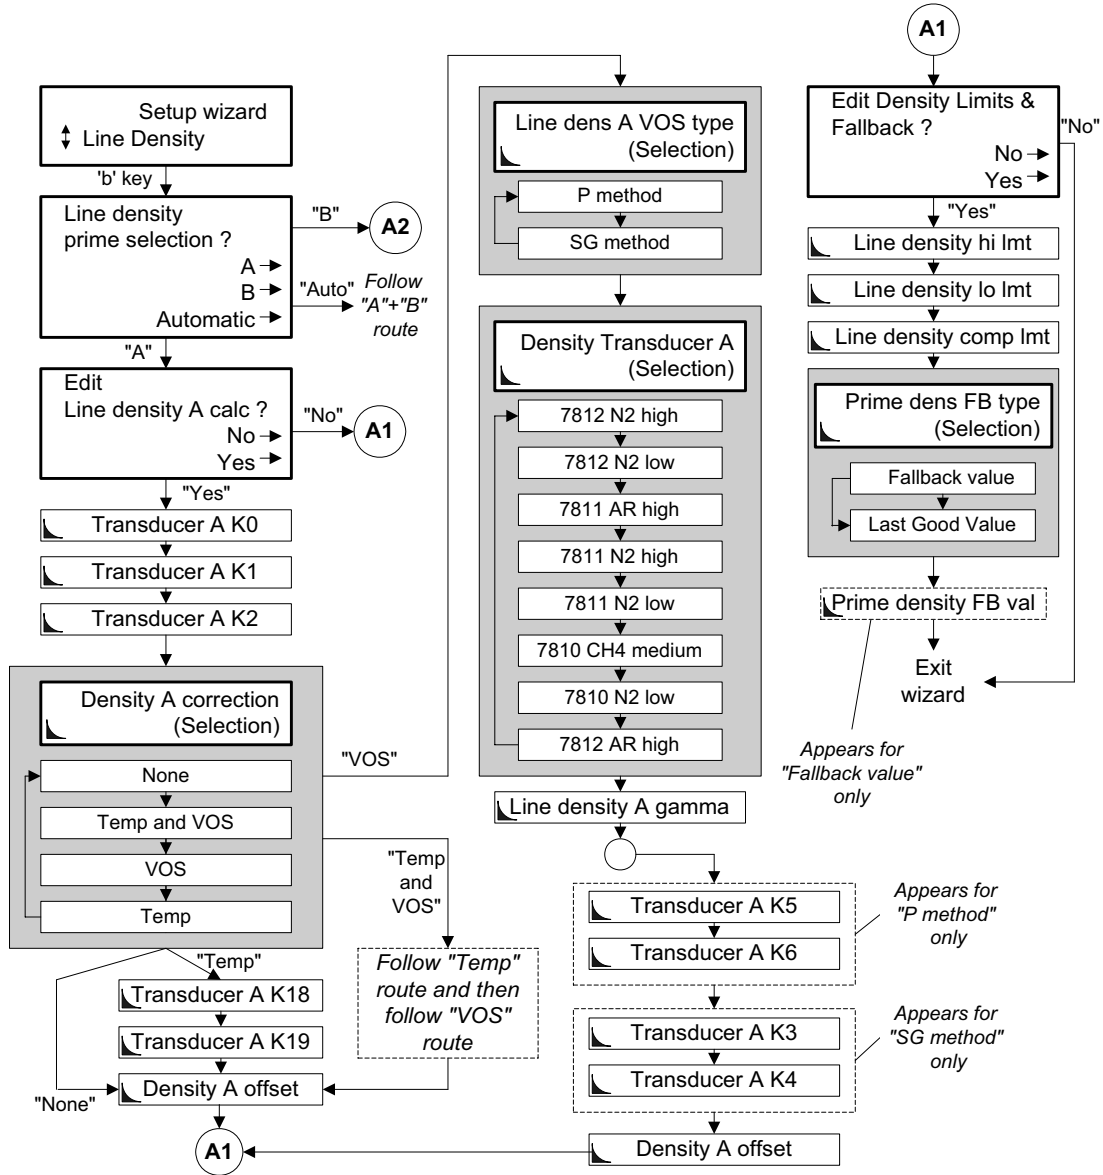 Setup wizard
Line Density
'b' key
Line density
prime selection ?
A
B
Automatic
"B"
A2
"Auto"
Follow
"A"+"B"
route
"A"
Edit
Line density A calc ?
No
Yes
"No"
A1
"Yes"
Transducer A K0
Transducer A K1
Transducer A K2
Density A correction
(Selection)
None
Temp and VOS
VOS
Temp
"VOS"
"Temp
and
VOS"
"Temp"
"None"
Transducer A K18
Transducer A K19
Density A offset
A1
Follow "Temp"
route and then
follow "VOS"
route
Line dens A VOS type
(Selection)
P method
SG method
Density Transducer A
(Selection)
7812 N2 high
7812 N2 low
7811 AR high
7811 N2 high
7811 N2 low
7810 CH4 medium
7810 N2 low
7812 AR high
Line density A gamma
Transducer A K5
Transducer A K6
Appears for
"P method"
only
Transducer A K3
Transducer A K4
Appears for
"SG method"
only
Density A offset
A1
Edit Density Limits &
Fallback ?
No
Yes
"No"
"Yes"
Line density hi lmt
Line density lo lmt
Line density comp lmt
Prime dens FB type
(Selection)
Fallback value
Last Good Value
Prime density FB val
Exit
wizard
Appears for
"Fallback value"
only